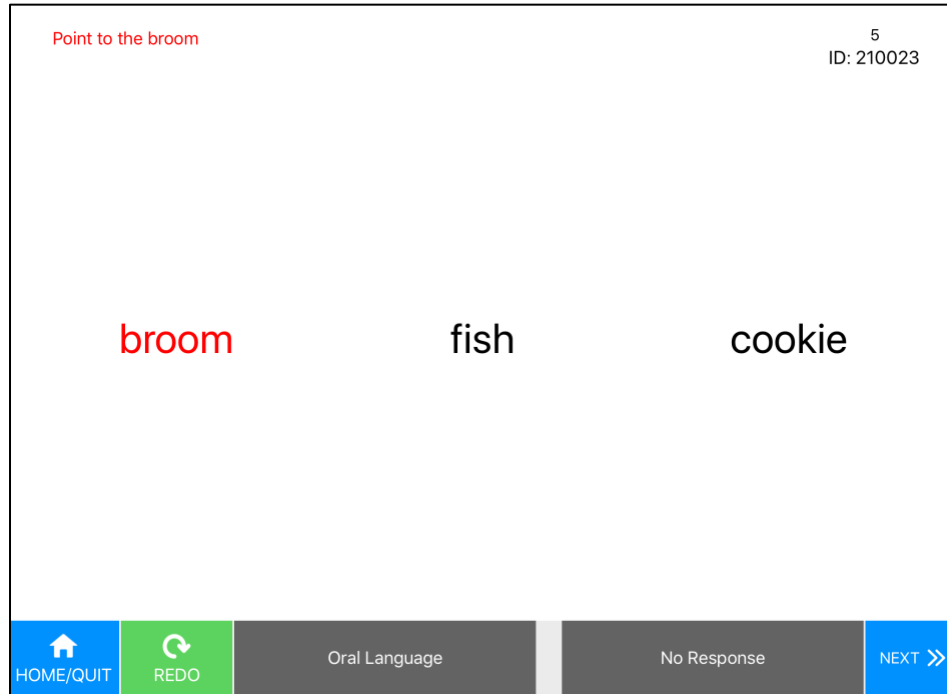 Point to the broom
5
ID: 210023
broom fish cookie
HOME/QUIT REDO Oral Language No Response NEXT